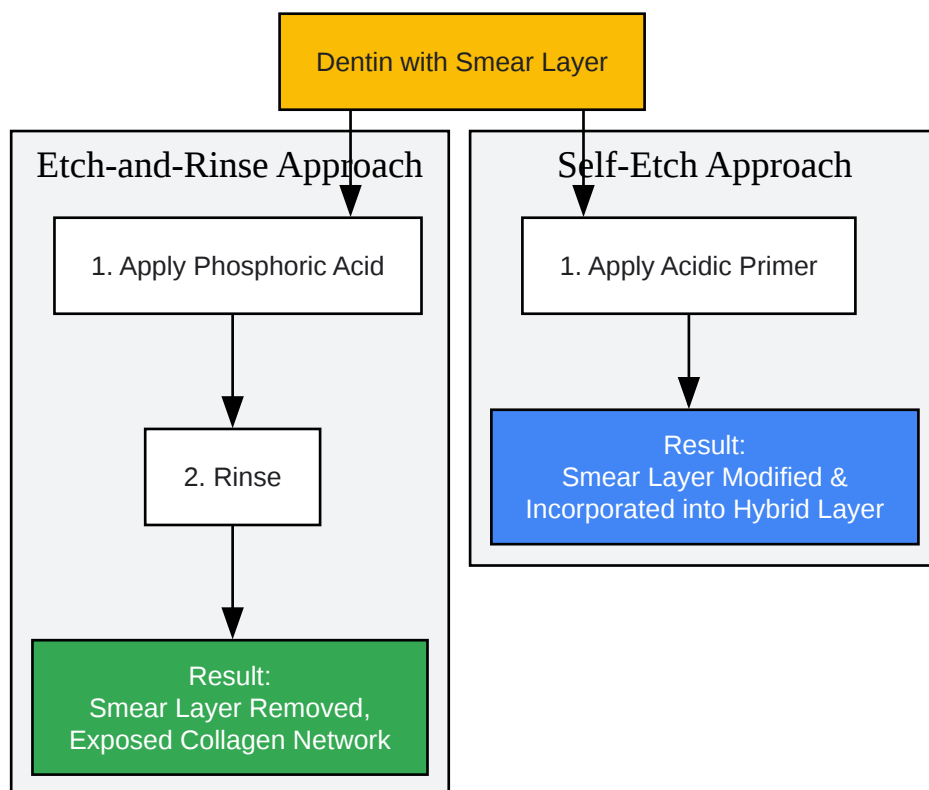 Dentin with Smear Layer
Etch-and-Rinse Approach
1. Apply Phosphoric Acid
2. Rinse
Result:
Smear Layer Removed,
Exposed Collagen Network
Self-Etch Approach
1. Apply Acidic Primer
Result:
Smear Layer Modified &
Incorporated into Hybrid Layer